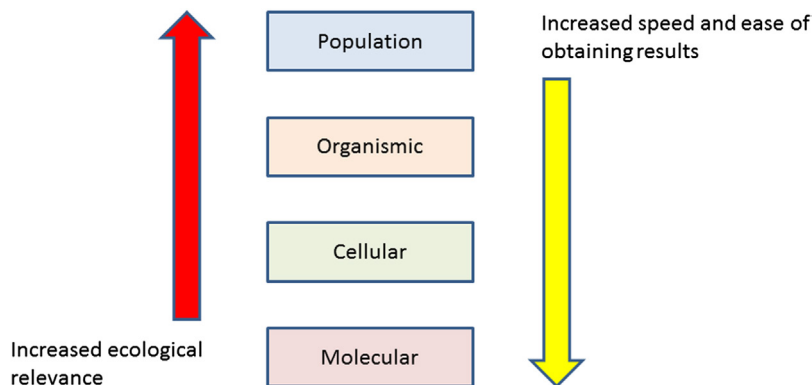 Population
Increased speed and ease of
obtaining results
Organismic
Cellular
Molecular
Increased ecological
relevance